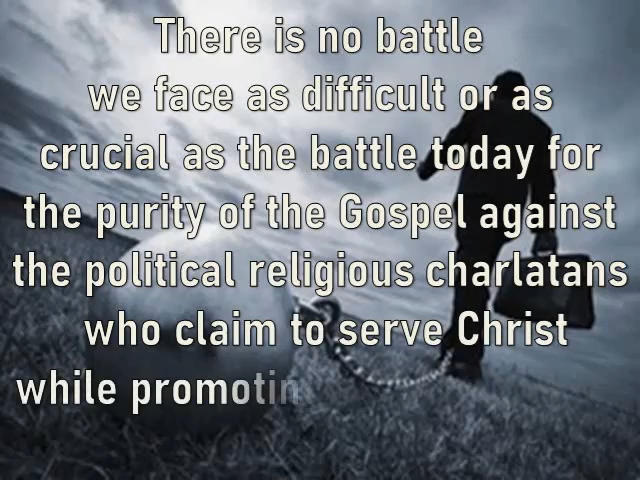 There is no battle
we face as difficult or as
crucial as the battle today for
the purity of the Gospel against
the political religious charlatans
who claim to serve Christ
while promotin